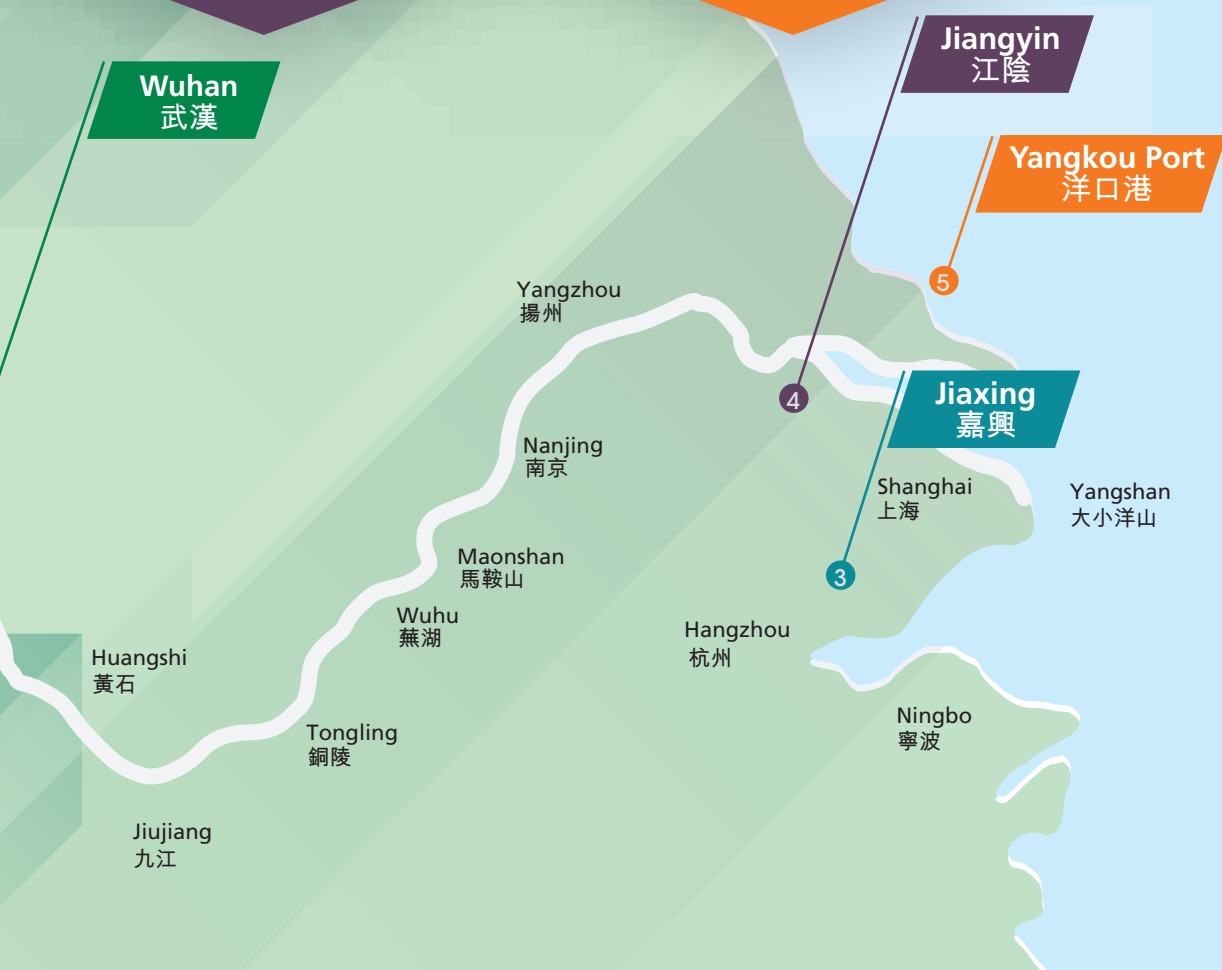 Jiangyin
江陰
Wuhan
武漢
Yangkou Port
洋口港
5
Yangzhou
揚州
4
Jiaxing
嘉興
Nanjing
南京
Shanghai
上海
Yangshan
大小洋山
Maonshan
馬鞍山
3
Wuhu
蕪湖
Hangzhou
杭州
Huangshi
黃石
Ningbo
寧波
Tongling
銅陵
Jiujiang
九江